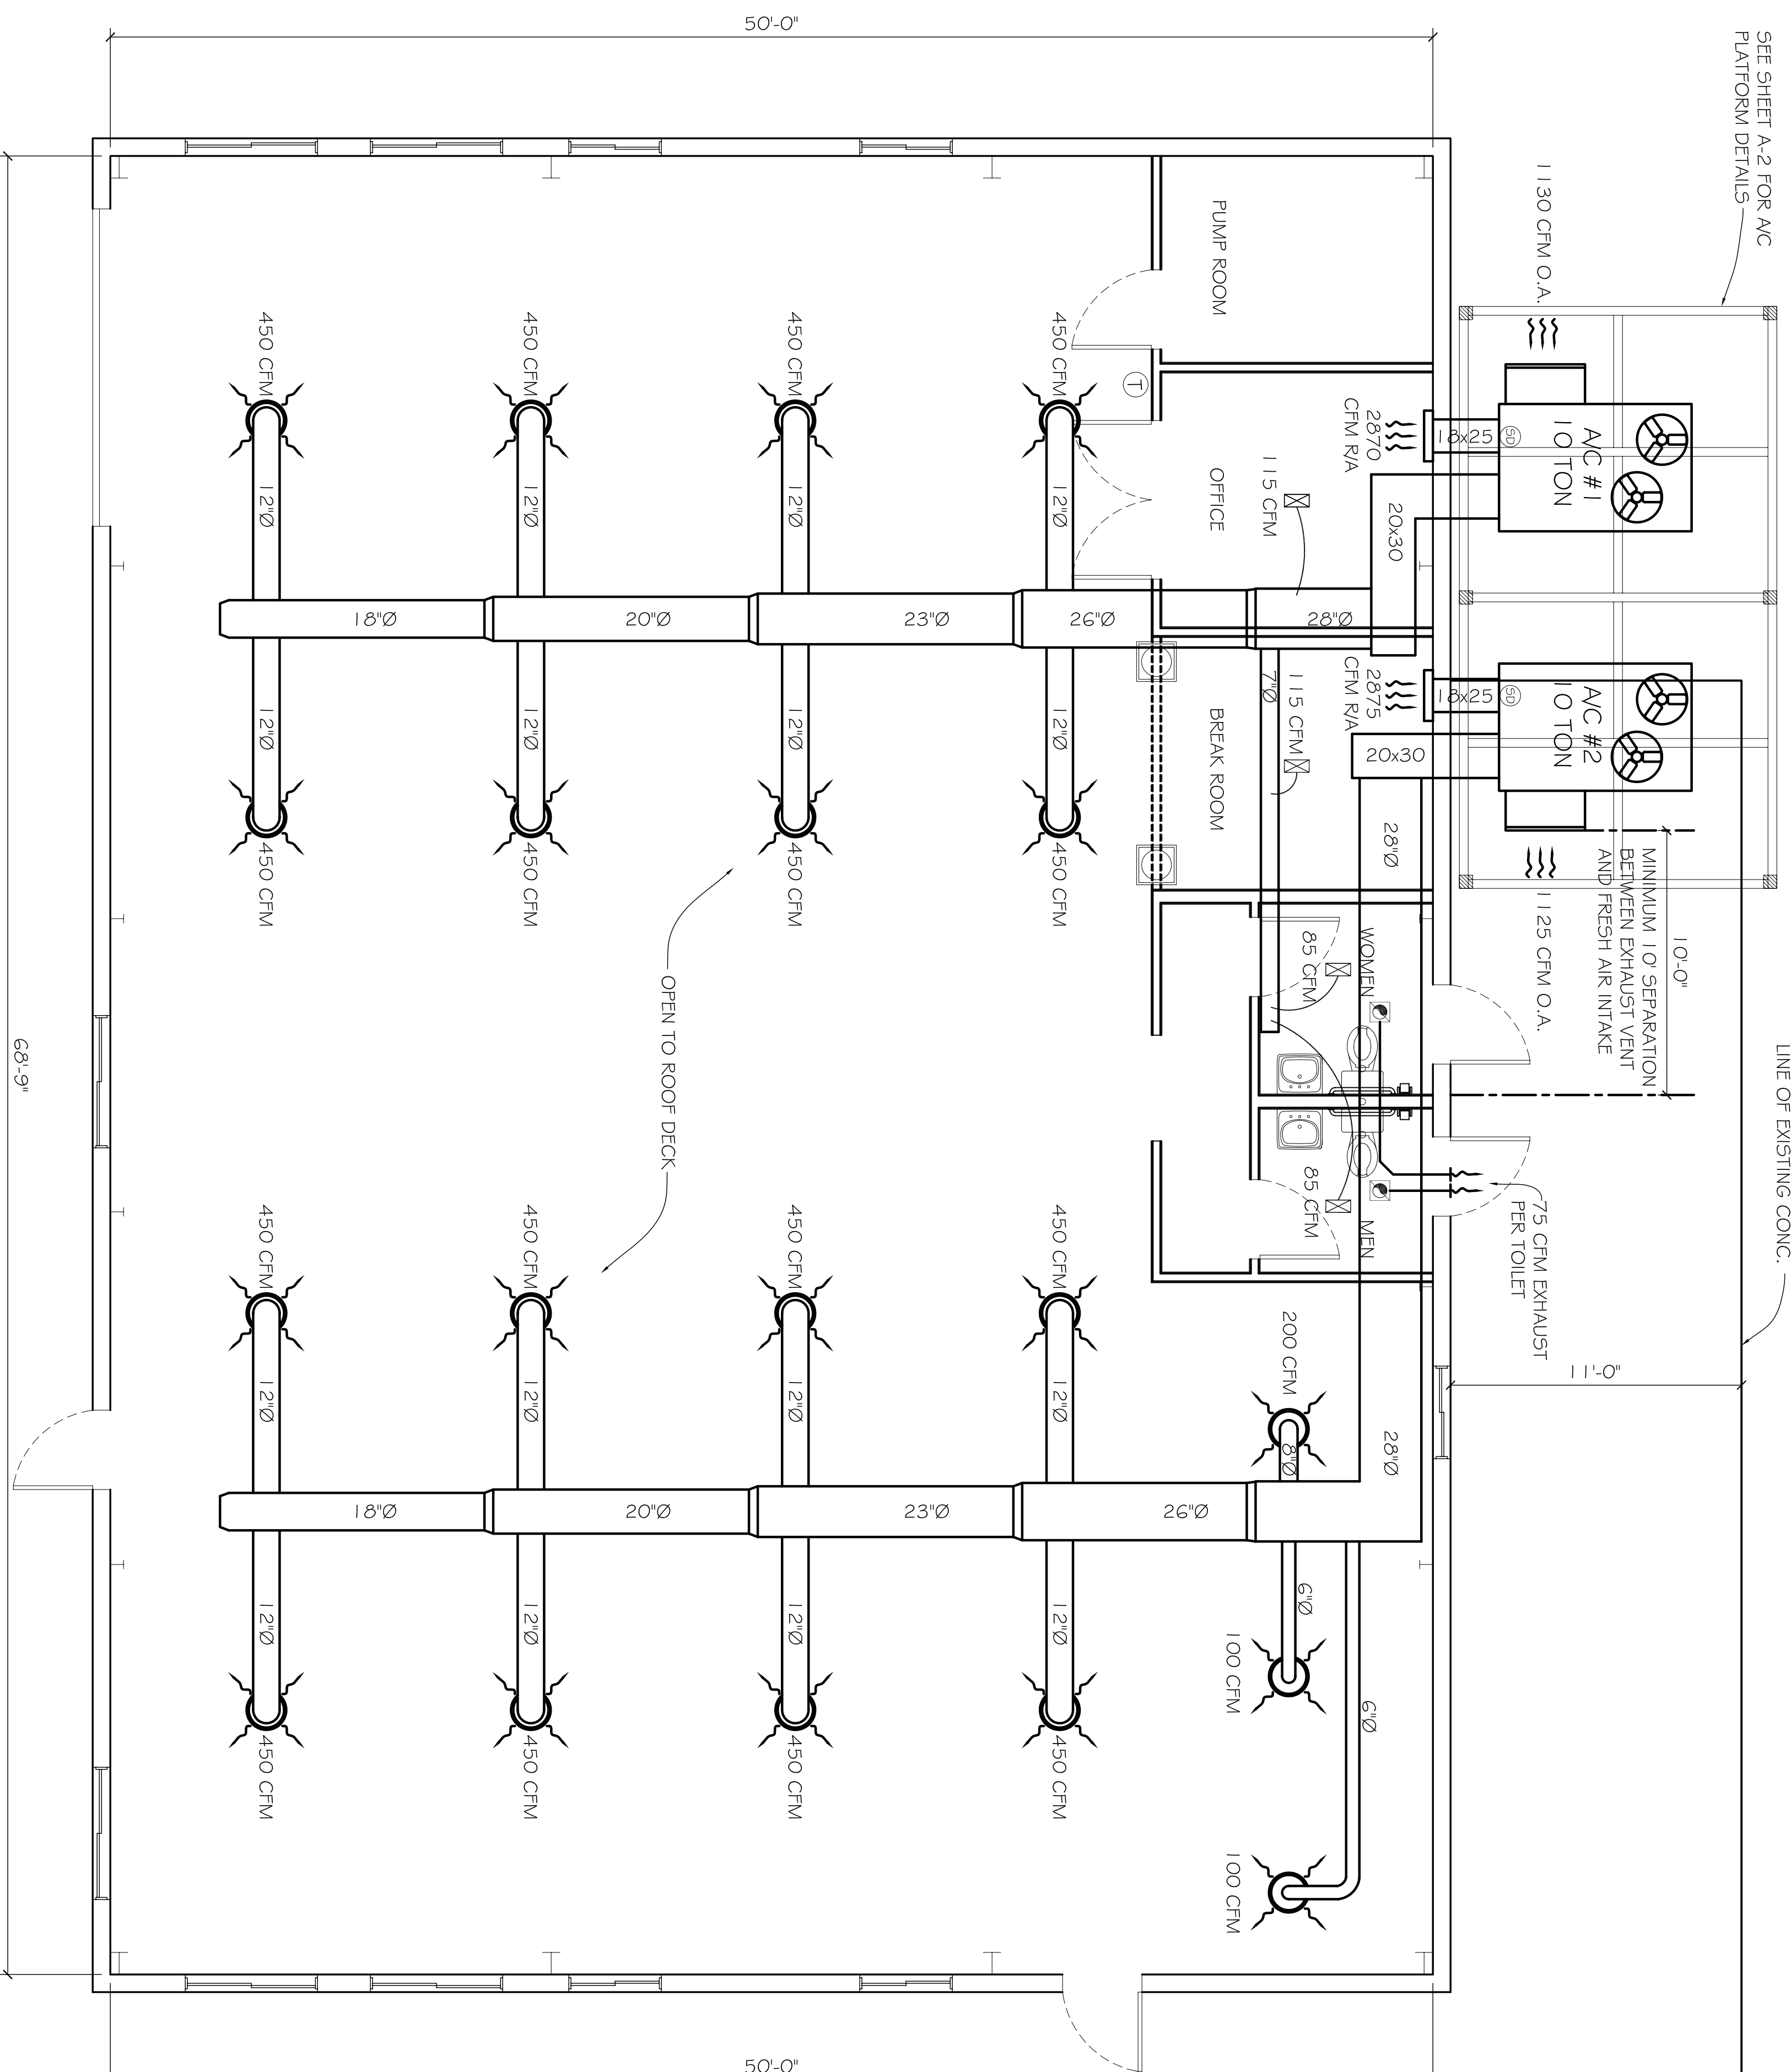 SEE SHEET A-2 FOR A/C
PLATFORM DETAILS
LINE OF EXISTING CONC.
1130 CFM O.A.
A/C #1
10 TON
A/C #2
10 TON
10'-0"
MINIMUM 10' SEPARATION
BETWEEN EXHAUST VENT
AND FRESH AIR INTAKE
1125 CFM O.A.
75 CFM EXHAUST
PER TOILET
11'-0"
18x25
SD
18x25
SD
2870
CFM R/A
20x30
2875
CFM R/A
20x30
28"Ø
28"Ø
28"Ø
WOMEN
MEN
85 CFM
85 CFM
115 CFM
115 CFM
7"Ø
200 CFM
8"Ø
6"Ø
6"Ø
100 CFM
100 CFM
PUMP ROOM
OFFICE
BREAK ROOM
T
26"Ø
26"Ø
450 CFM
12"Ø
12"Ø
450 CFM
450 CFM
12"Ø
12"Ø
450 CFM
23"Ø
23"Ø
450 CFM
12"Ø
12"Ø
450 CFM
450 CFM
12"Ø
12"Ø
450 CFM
OPEN TO ROOF DECK
20"Ø
20"Ø
450 CFM
12"Ø
12"Ø
450 CFM
450 CFM
12"Ø
12"Ø
450 CFM
18"Ø
18"Ø
450 CFM
12"Ø
12"Ø
450 CFM
450 CFM
12"Ø
12"Ø
450 CFM
50'-0"
50'-0"
68'-9"